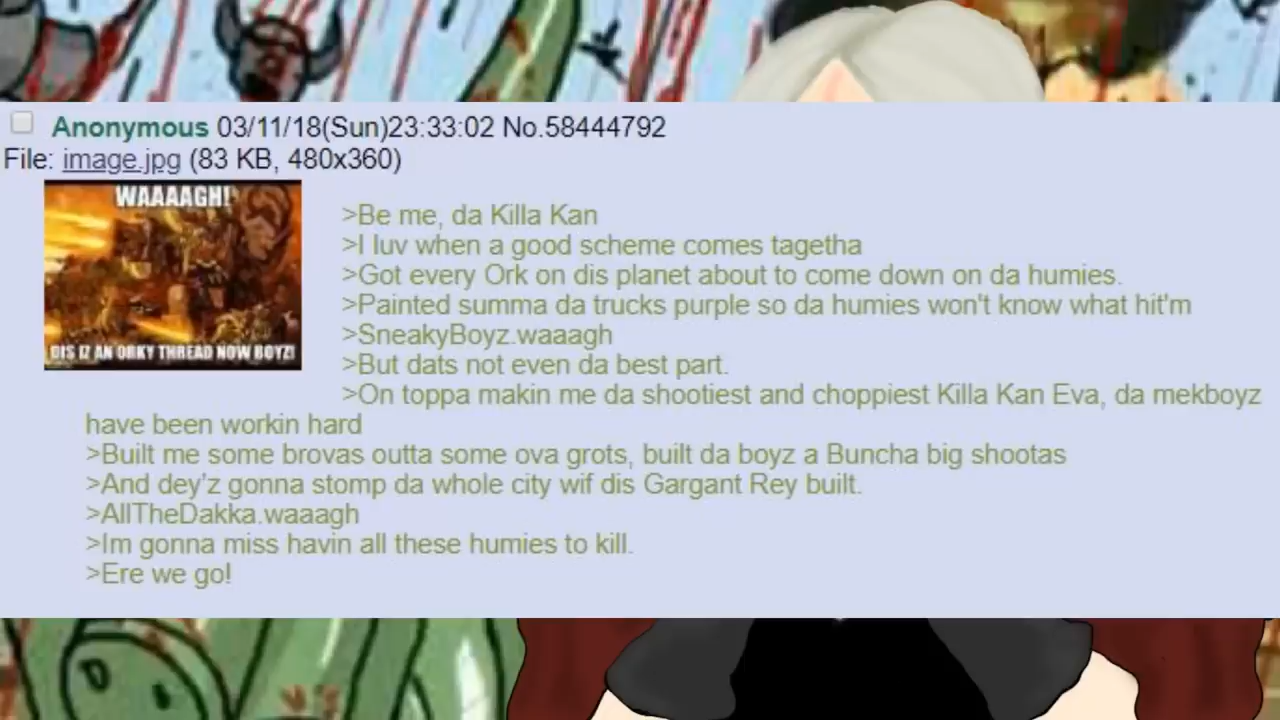 Anonymous 03/11/18(Sun)23:33:02 No.58444792
File: image.jpg (83 KB, 480x360)
WAAAAGH!
DIS IZ AN ORKY THREAD NOW BOYZ!
>Be me, da Killa Kan
>I luv when a good scheme comes tagetha
>Got every Ork on dis planet about to come down on da humies.
>Painted summa da trucks purple so da humies won't know what hit'm
>SneakyBoyz.waaagh
>But dats not even da best part.
>On toppa makin me da shootiest and choppiest Killa Kan Eva, da mekboyz
have been workin hard
>Built me some brovas outta some ova grots, built da boyz a Buncha big shootas
>And dey'z gonna stomp da whole city wif dis Gargant Rey built.
>AllTheDakka.waaagh
>Im gonna miss havin all these humies to kill.
>Ere we go!